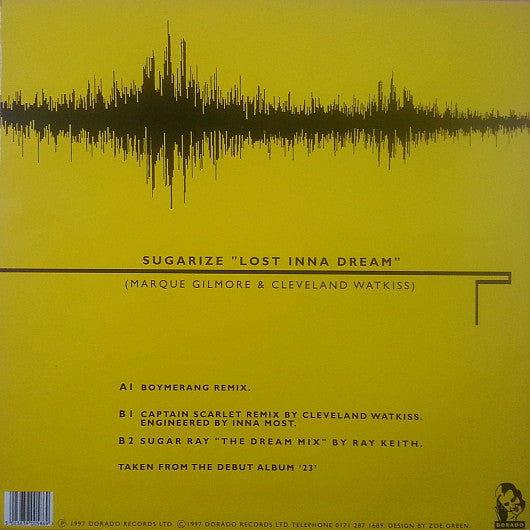 SUGARIZE "LOST INNA DREAM"
(MARQUE GILMORE & CLEVELAND WATKISS)
A1 BOYMERANG REMIX.
B1 CAPTAIN SCARLET REMIX BY CLEVELAND WATKISS.
ENGINEERED BY INNA MOST.
B2 SUGAR RAY "THE DREAM MIX" BY RAY KEITH.
TAKEN FROM THE DEBUT ALBUM '23'
℗ 1997 DORADO RECORDS LTD. ©1997 DORADO RECORDS LTD. TELEPHONE 0171 287 1689. DESIGN BY ZOE GREEN.
DORADO